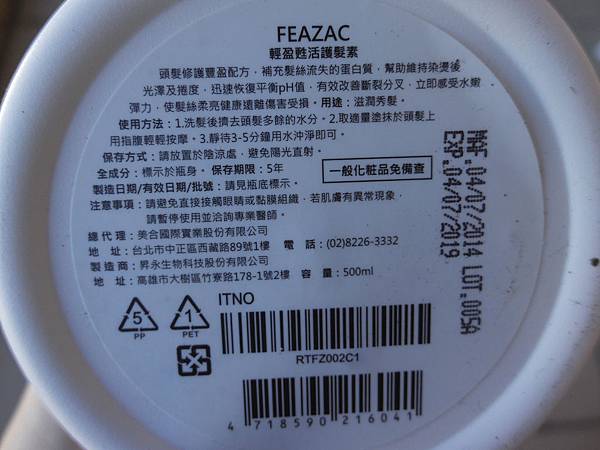 FEAZAC
輕盈甦活護髮素
頭髮修護豐盈配方，補充髮絲流失的蛋白質，幫助維持染燙後
光澤及捲度，迅速恢復平衡pH值，有效改善斷裂分叉，立即感受水嫩
彈力，使髮絲柔亮健康遠離傷害受損。用途：滋潤秀髮。
使用方法：1.洗髮後擠去頭髮多餘的水分。2.取適量塗抹於頭髮上
用指腹輕輕按摩。3.靜待3-5分鐘用水沖淨即可。
保存方式：請放置於陰涼處，避免陽光直射。
全成分：標示於瓶身。保存期限：5年
一般化粧品免備查
製造日期/有效日期/批號：請見瓶底標示。
注意事項：請避免直接接觸眼睛或黏膜組織，若肌膚有異常現象，
請暫停使用並洽詢專業醫師。
總代理：美合國際實業股份有限公司
地 址：台北市中正區西藏路89號1樓 電 話：(02)8226-3332
製造商：昇永生物科技股份有限公司
地 址：高雄市大樹區竹寮路178-1號2樓 容 量：500ml
MAF:04/07/2014 LOT:005A
EXP:04/07/2019
ITNO
5
PP
1
PET
RTFZ002C1
4 718590 216041